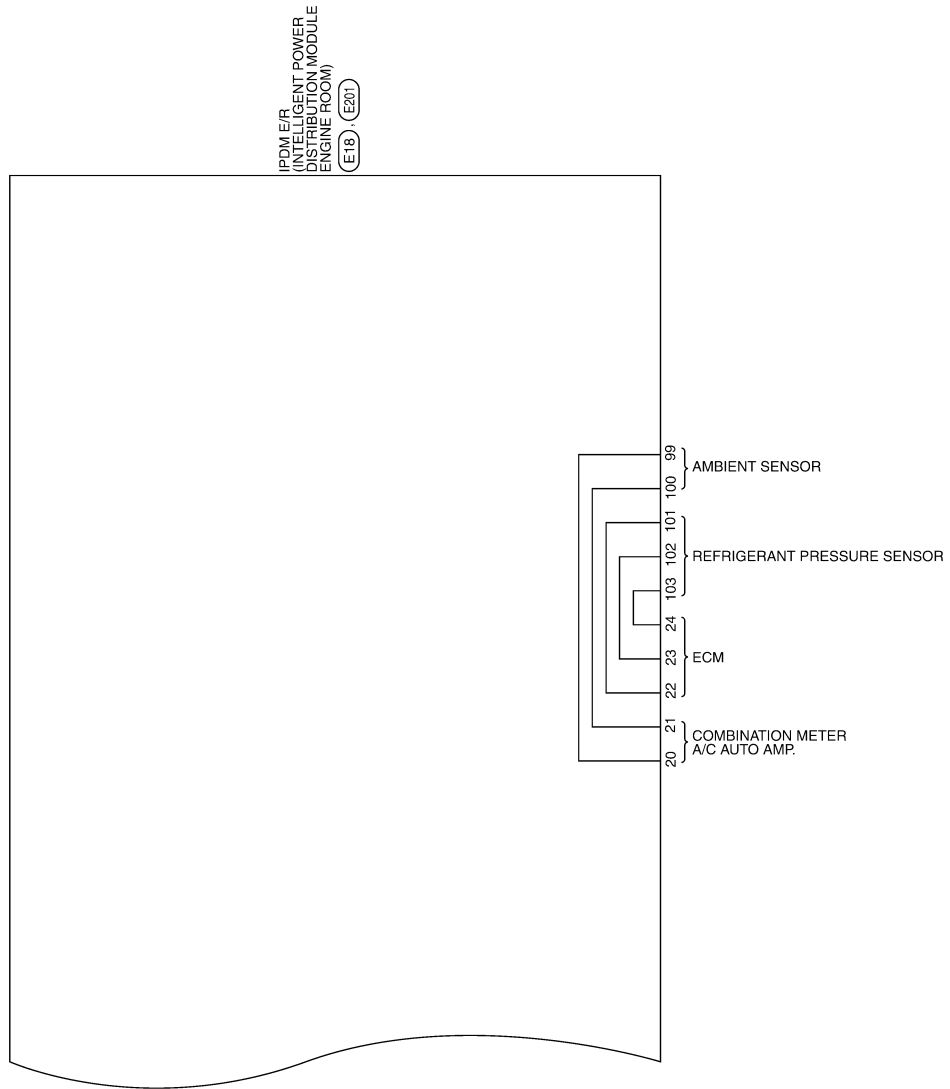 IPDM E/R
(INTELLIGENT POWER
DISTRIBUTION MODULE
ENGINE ROOM)
E18 , E201
99
100
AMBIENT SENSOR
101
102
103
REFRIGERANT PRESSURE SENSOR
24
23
22
ECM
21
20
COMBINATION METER
A/C AUTO AMP.